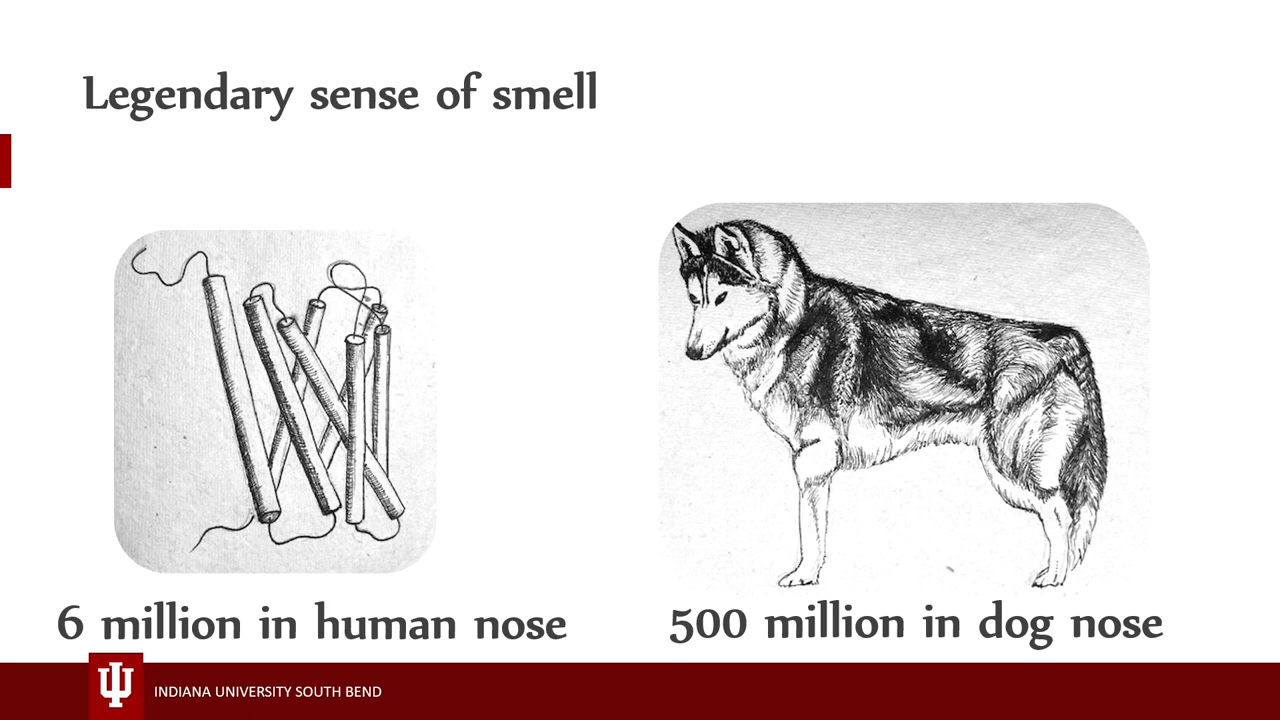 Legendary sense of smell
6 million in human nose
500 million in dog nose
INDIANA UNIVERSITY SOUTH BEND